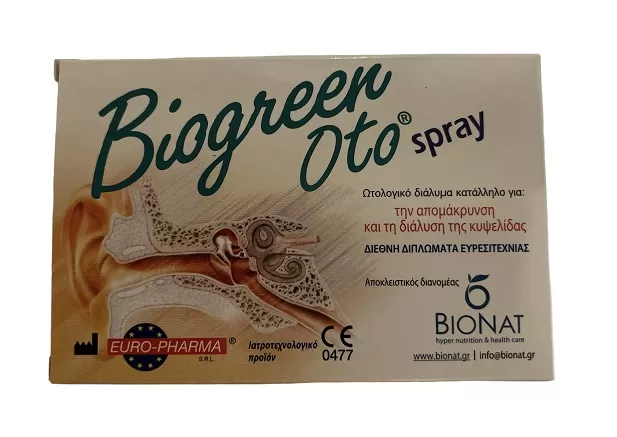 Biogreen
Oto® spray
Ωτολογικό διάλυμα κατάλληλο για:
την απομάκρυνση
και τη διάλυση της κυψελίδας
ΔΙΕΘΝΗ ΔΙΠΛΩΜΑΤΑ ΕΥΡΕΣΙΤΕΧΝΙΑΣ
Αποκλειστικός διανομέας
BIONAT
hyper nutrition & health care
www.bionat.gr | info@bionat.gr
EURO-PHARMA®
S.R.L.
Ιατροτεχνολογικό
προϊόν
CE
0477